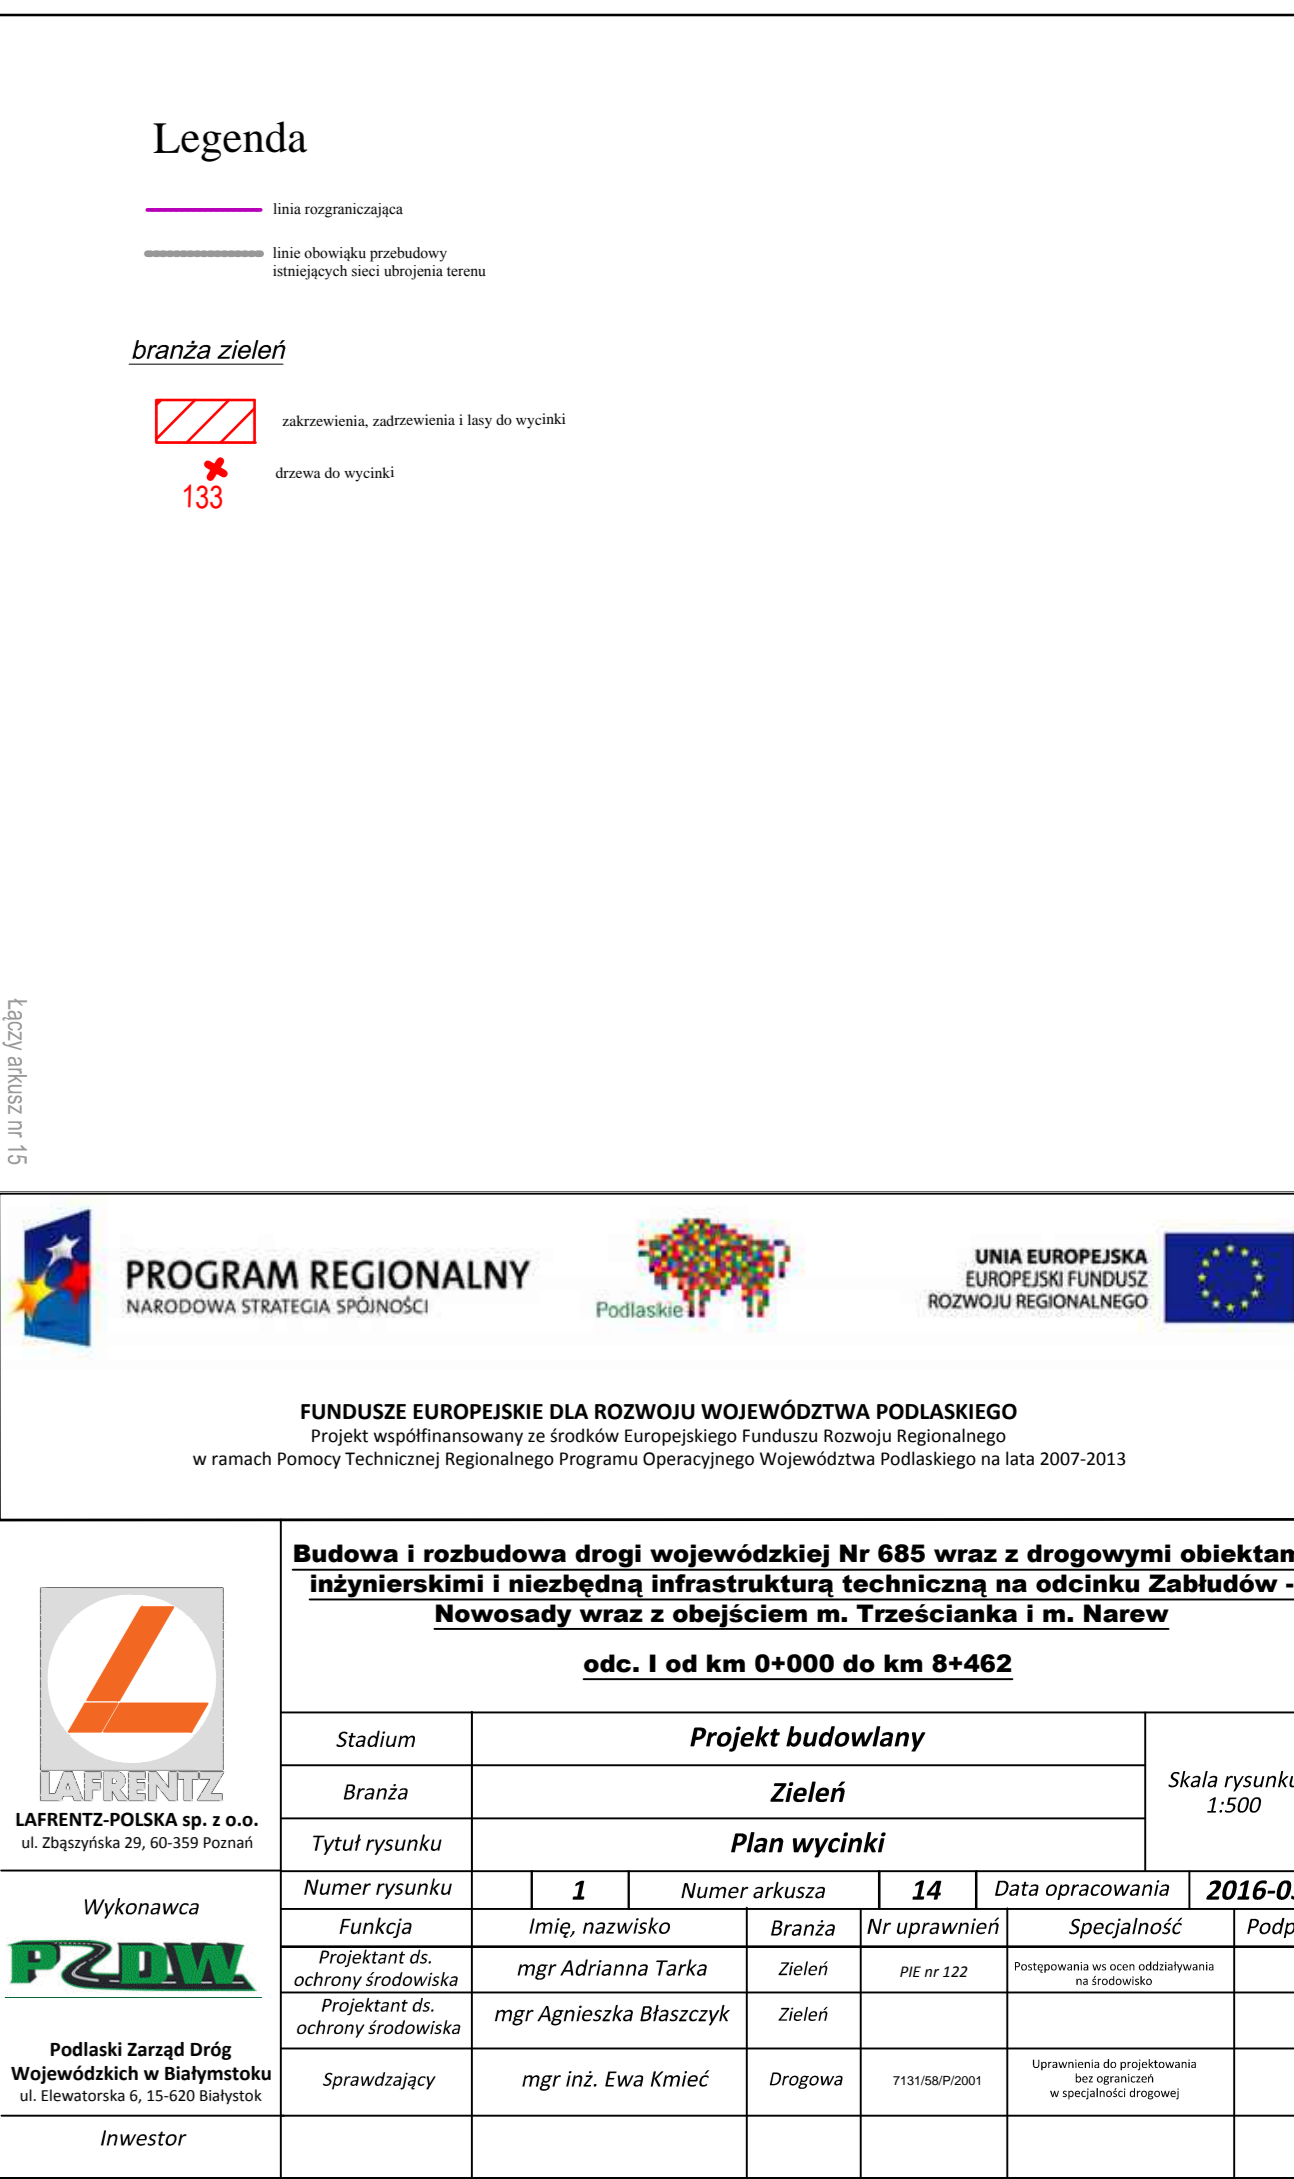 Legenda
linia rozgraniczająca
linie obowiąku przebudowy
istniejących sieci ubrojenia terenu
branża zieleń
zakrzewienia, zadrzewienia i lasy do wycinki
drzewa do wycinki
133
Łączy arkusz nr 15
PROGRAM REGIONALNY
NARODOWA STRATEGIA SPÓJNOŚCI
Podlaskie
UNIA EUROPEJSKA
EUROPEJSKI FUNDUSZ
ROZWOJU REGIONALNEGO
FUNDUSZE EUROPEJSKIE DLA ROZWOJU WOJEWÓDZTWA PODLASKIEGO
Projekt współfinansowany ze środków Europejskiego Funduszu Rozwoju Regionalnego
w ramach Pomocy Technicznej Regionalnego Programu Operacyjnego Województwa Podlaskiego na lata 2007-2013
Budowa i rozbudowa drogi wojewódzkiej Nr 685 wraz z drogowymi obiektam
inżynierskimi i niezbędną infrastrukturą techniczną na odcinku Zabłudów -
Nowosady wraz z obejściem m. Trześcianka i m. Narew
odc. I od km 0+000 do km 8+462
LAFRENTZ
LAFRENTZ-POLSKA sp. z o.o.
ul. Zbąszyńska 29, 60-359 Poznań
Wykonawca
Stadium Projekt budowlany
Branża Zieleń
Skala rysunku
1:500
Tytuł rysunku Plan wycinki
Numer rysunku 1 Numer arkusza 14 Data opracowania 2016-03
Funkcja Imię, nazwisko Branża Nr uprawnień Specjalność Podp
Projektant ds.
ochrony środowiska
mgr Adrianna Tarka Zieleń PIE nr 122
Postępowania ws ocen oddziaływania
na środowisko
Projektant ds.
ochrony środowiska
mgr Agnieszka Błaszczyk Zieleń
Sprawdzający mgr inż. Ewa Kmieć Drogowa 7131/58/P/2001
Uprawnienia do projektowania
bez ograniczeń
w specjalności drogowej
PZDW
Podlaski Zarząd Dróg
Wojewódzkich w Białymstoku
ul. Elewatorska 6, 15-620 Białystok
Inwestor